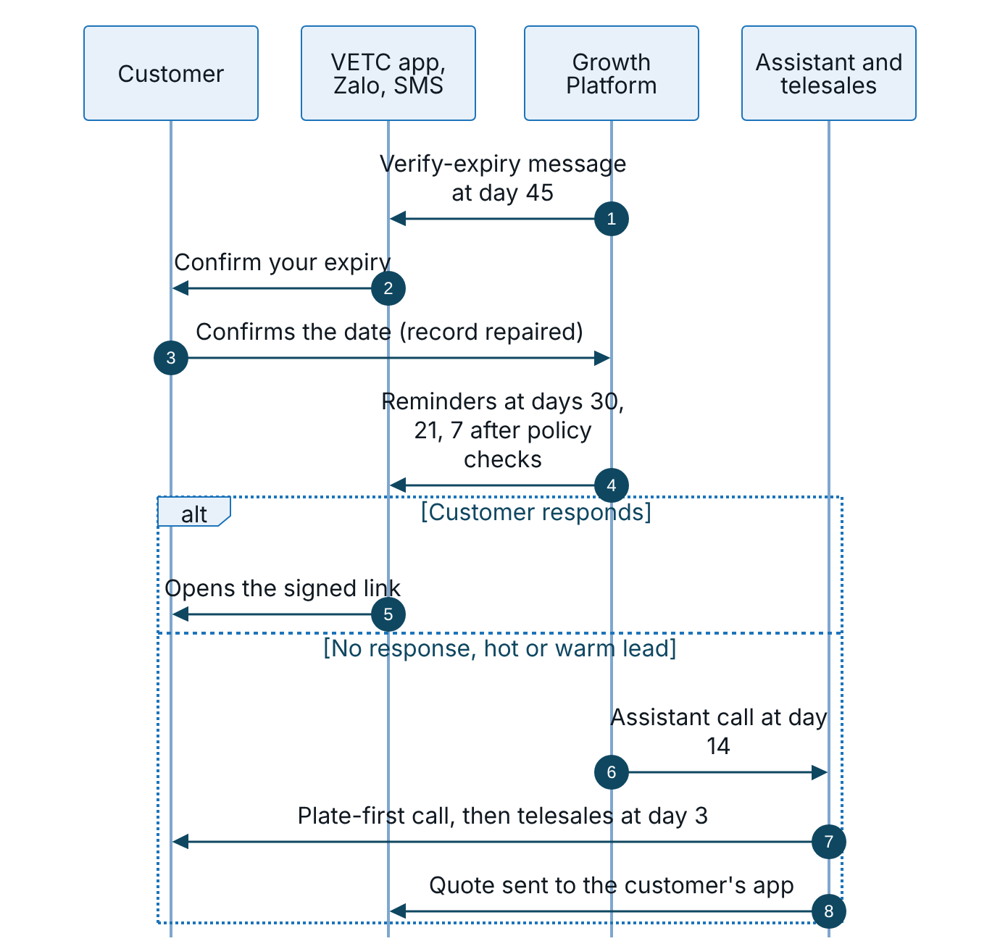 Customer
VETC app,
Zalo, SMS
Growth
Platform
Assistant and
telesales
Verify-expiry message
at day 45
1
Confirm your expiry
2
Confirms the date (record repaired)
3
Reminders at days 30,
21, 7 after policy
checks
4
alt
[Customer responds]
Opens the signed link
5
[No response, hot or warm lead]
Assistant call at day
14
6
Plate-first call, then telesales at day 3
7
Quote sent to the customer's app
8